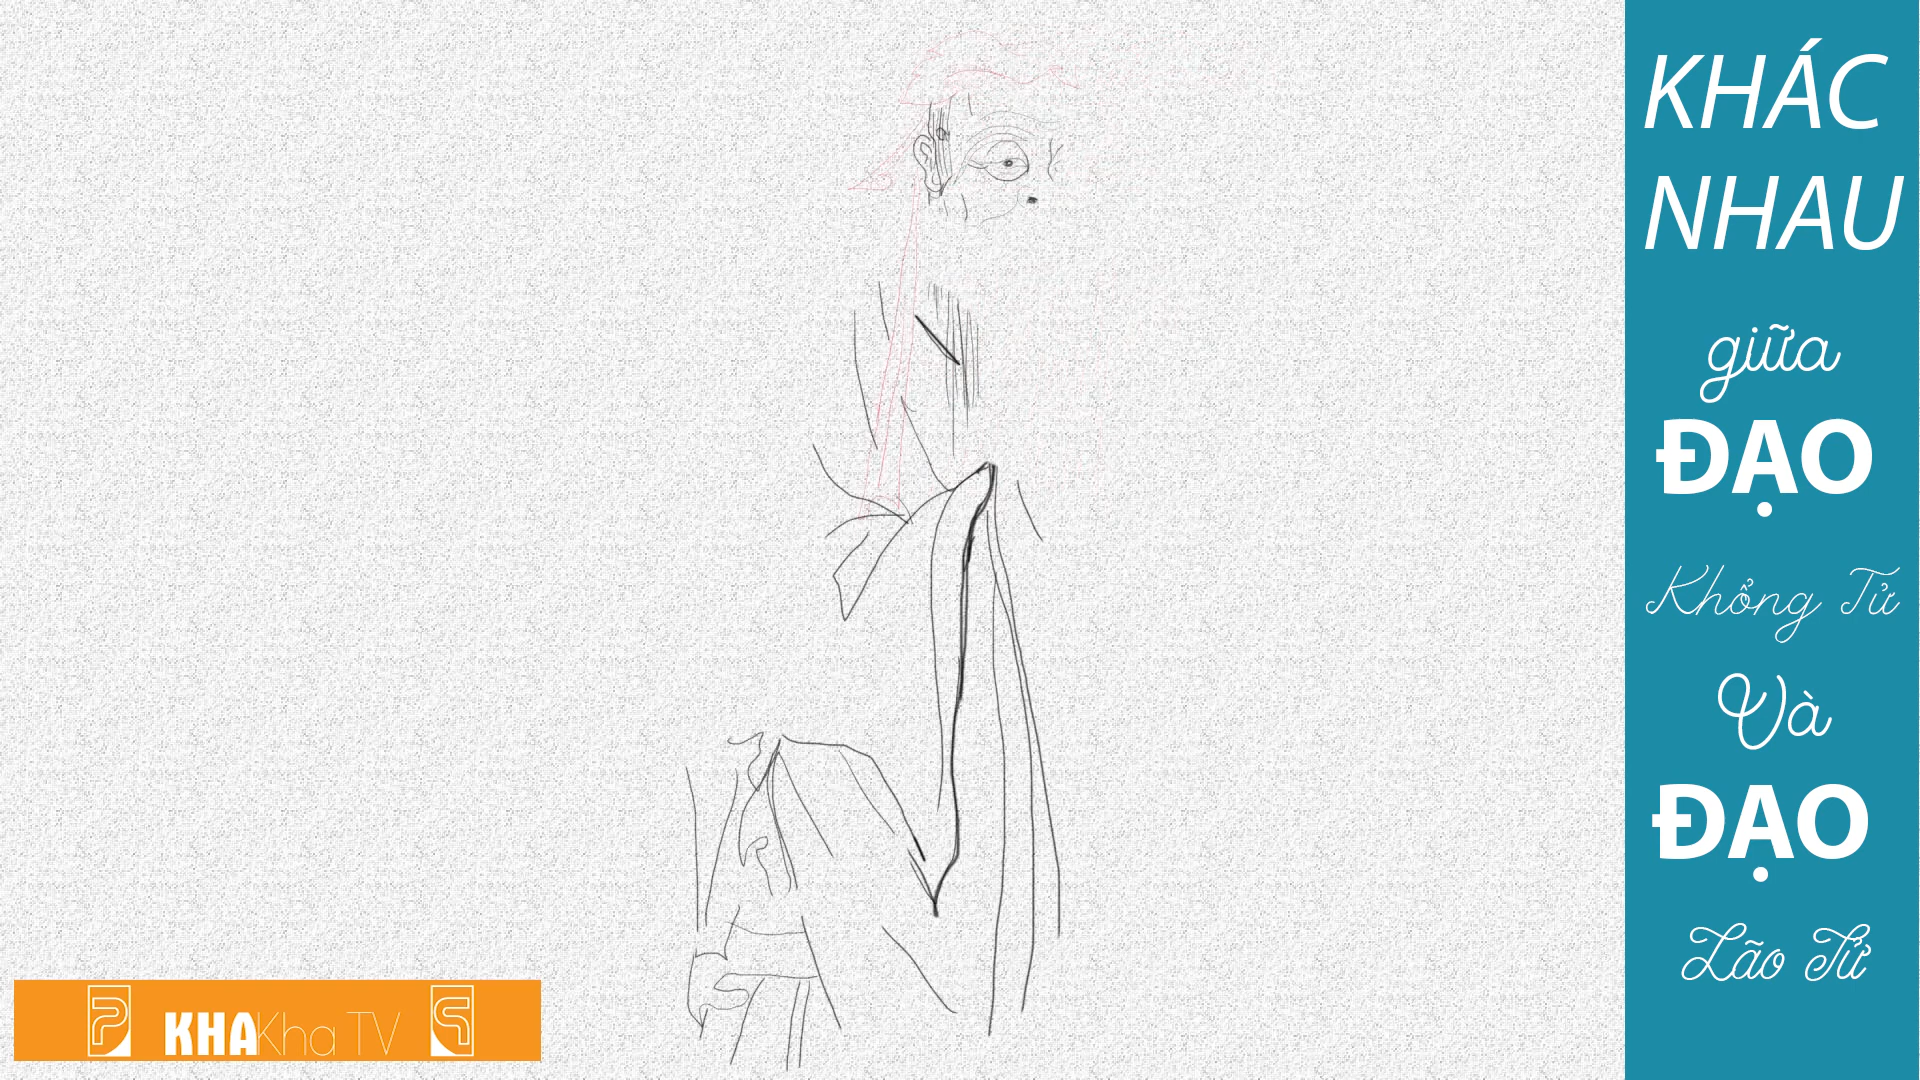 KHÁC
NHAU
giữa
ĐẠO
Khổng Tử
Và
ĐẠO
Lão Tử
KHAKha TV